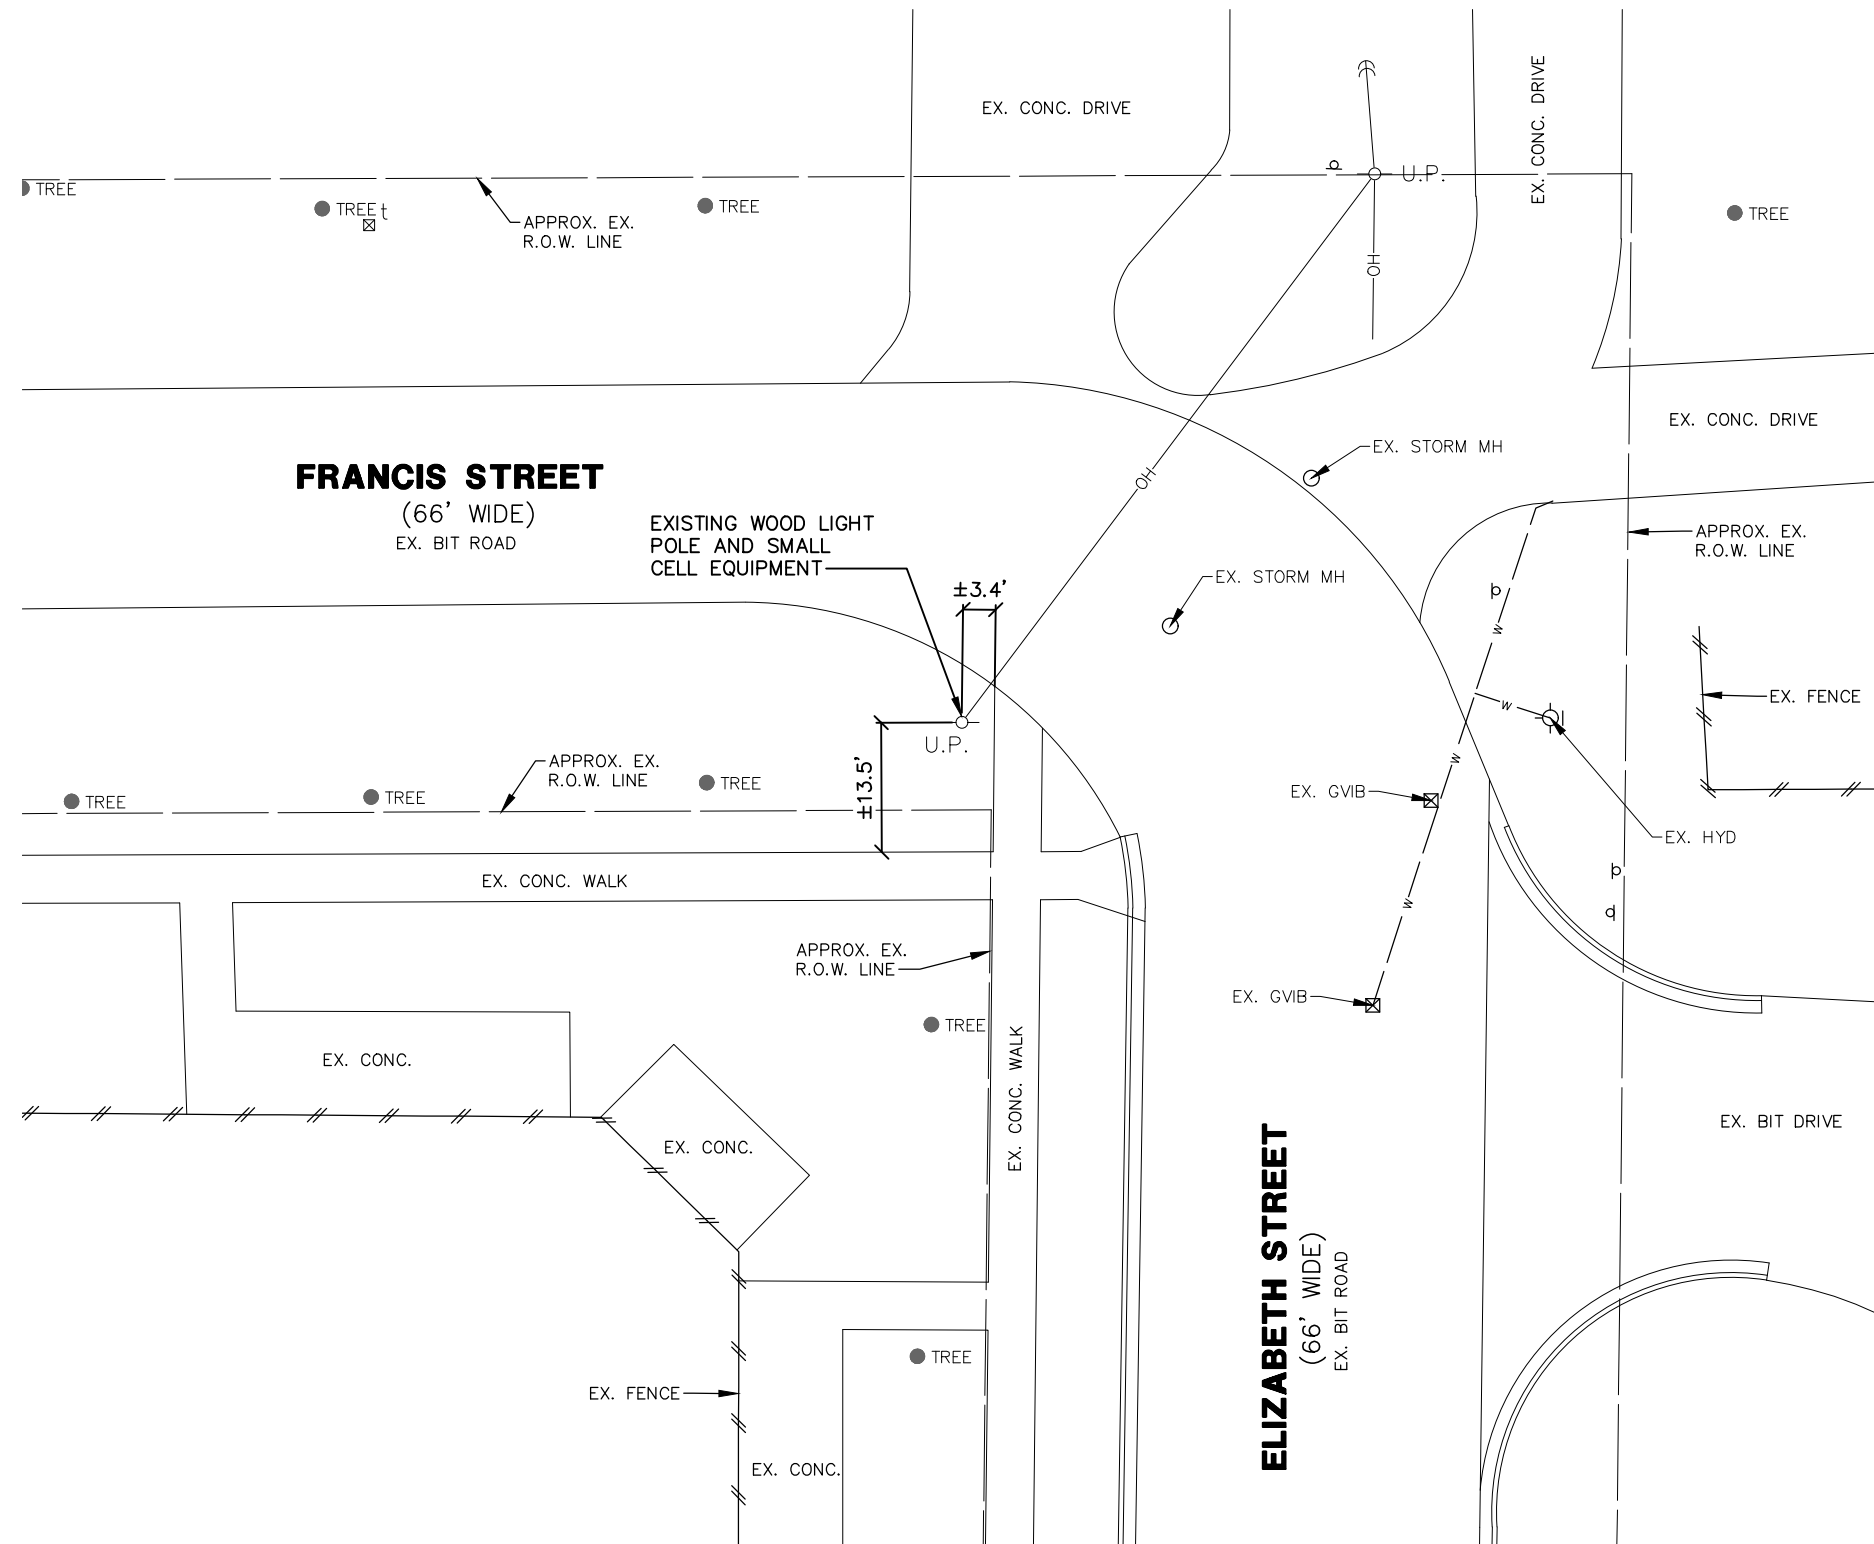 EX. CONC. DRIVE
EX. CONC. DRIVE
p
U.P.
TREE
TREE
t
TREE
TREE
APPROX. EX.
R.O.W. LINE
OH
EX. CONC. DRIVE
EX. STORM MH
FRANCIS STREET
(66' WIDE)
EX. BIT ROAD
OH
EXISTING WOOD LIGHT
POLE AND SMALL
CELL EQUIPMENT
±3.4'
EX. STORM MH
APPROX. EX.
R.O.W. LINE
p
w
w
EX. FENCE
U.P.
±13.5'
APPROX. EX.
R.O.W. LINE
w
TREE
TREE
TREE
EX. GVIB
EX. HYD
p
d
EX. CONC. WALK
w
APPROX. EX.
R.O.W. LINE
EX. GVIB
TREE
EX. CONC. WALK
EX. CONC.
EX. CONC.
EX. BIT DRIVE
ELIZABETH STREET
(66' WIDE)
EX. BIT ROAD
TREE
EX. FENCE
EX. CONC.